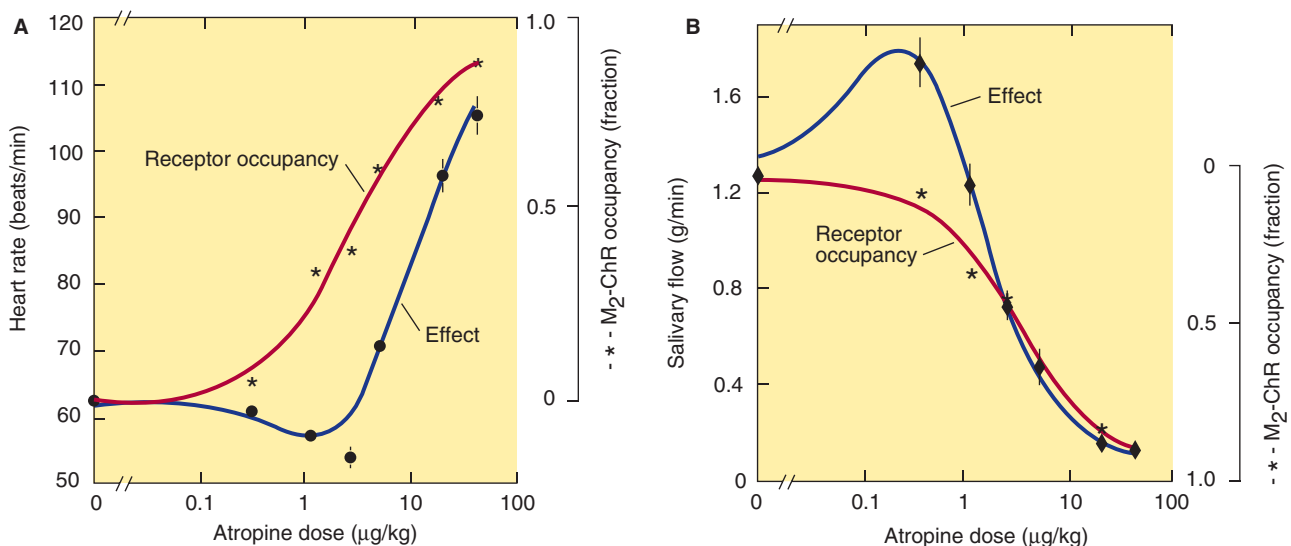 A
120
110
100
90
80
70
60
50
Heart rate (beats/min)
Receptor occupancy
Effect
0
0.1
1
10
100
Atropine dose (µg/kg)
1.0
0.5
0
- * - M₂-ChR occupancy (fraction)
B
1.6
1.2
0.8
0.4
0
Salivary flow (g/min)
Effect
Receptor
occupancy
0
0.1
1
10
100
Atropine dose (µg/kg)
0
0.5
1.0
- * - M₂-ChR occupancy (fraction)